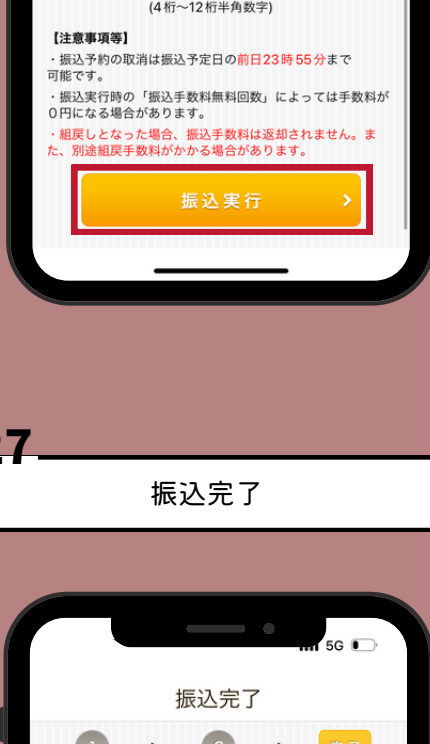 (4桁～12桁半角数字)
【注意事項等】
・振込予約の取消は振込予定日の前日23時55分まで
可能です。
・振込実行時の「振込手数料無料回数」によっては手数料が
０円になる場合があります。
・組戻しとなった場合、振込手数料は返却されません。ま
た、別途組戻手数料がかかる場合があります。
振込実行
7
振込完了
5G
振込完了